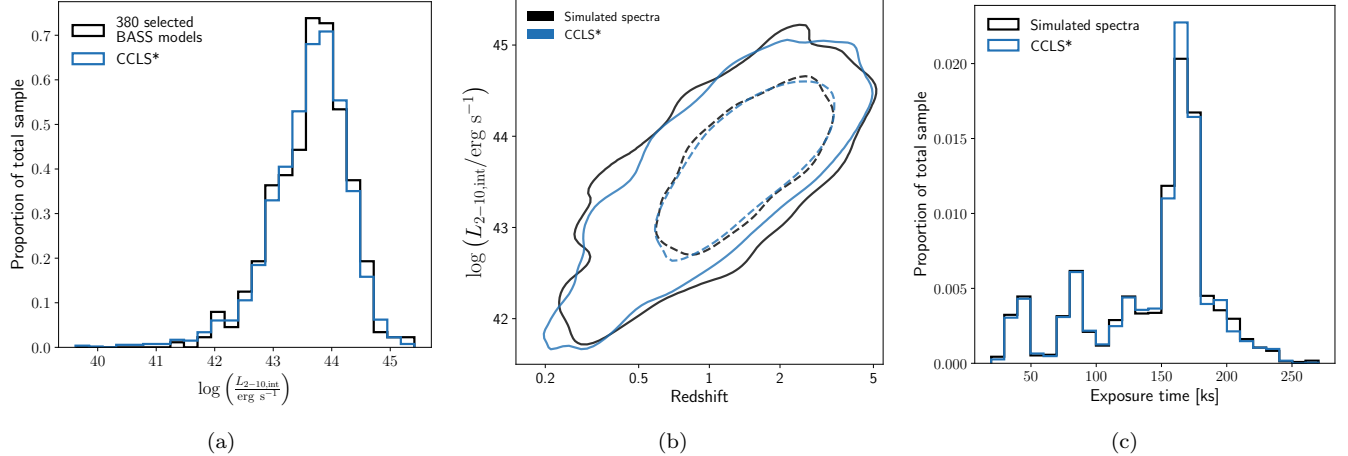 380 selected
BASS models
CCLS*
Proportion of total sample
0.7
0.6
0.5
0.4
0.3
0.2
0.1
0.0
40 41 42 43 44 45
log (L2−10,int / erg s−1)
(a)
Simulated spectra
CCLS*
log (L2−10,int/erg s−1)
45
44
43
42
0.2 0.5 1 2 5
Redshift
(b)
Simulated spectra
CCLS*
Proportion of total sample
0.020
0.015
0.010
0.005
0.000
50 100 150 200 250
Exposure time [ks]
(c)